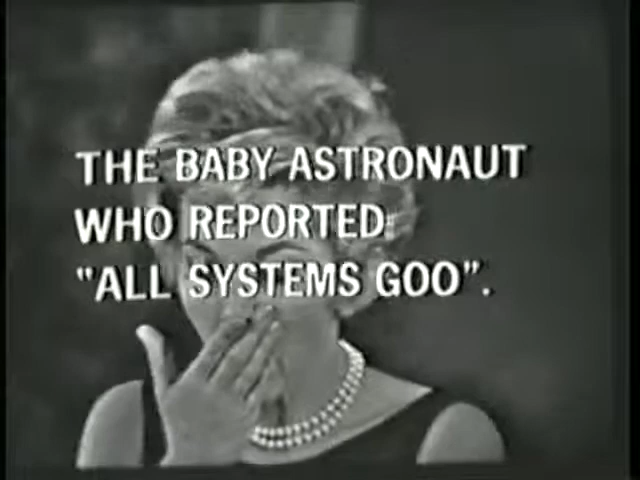 THE BABY ASTRONAUT
WHO REPORTED
"ALL SYSTEMS GOO".